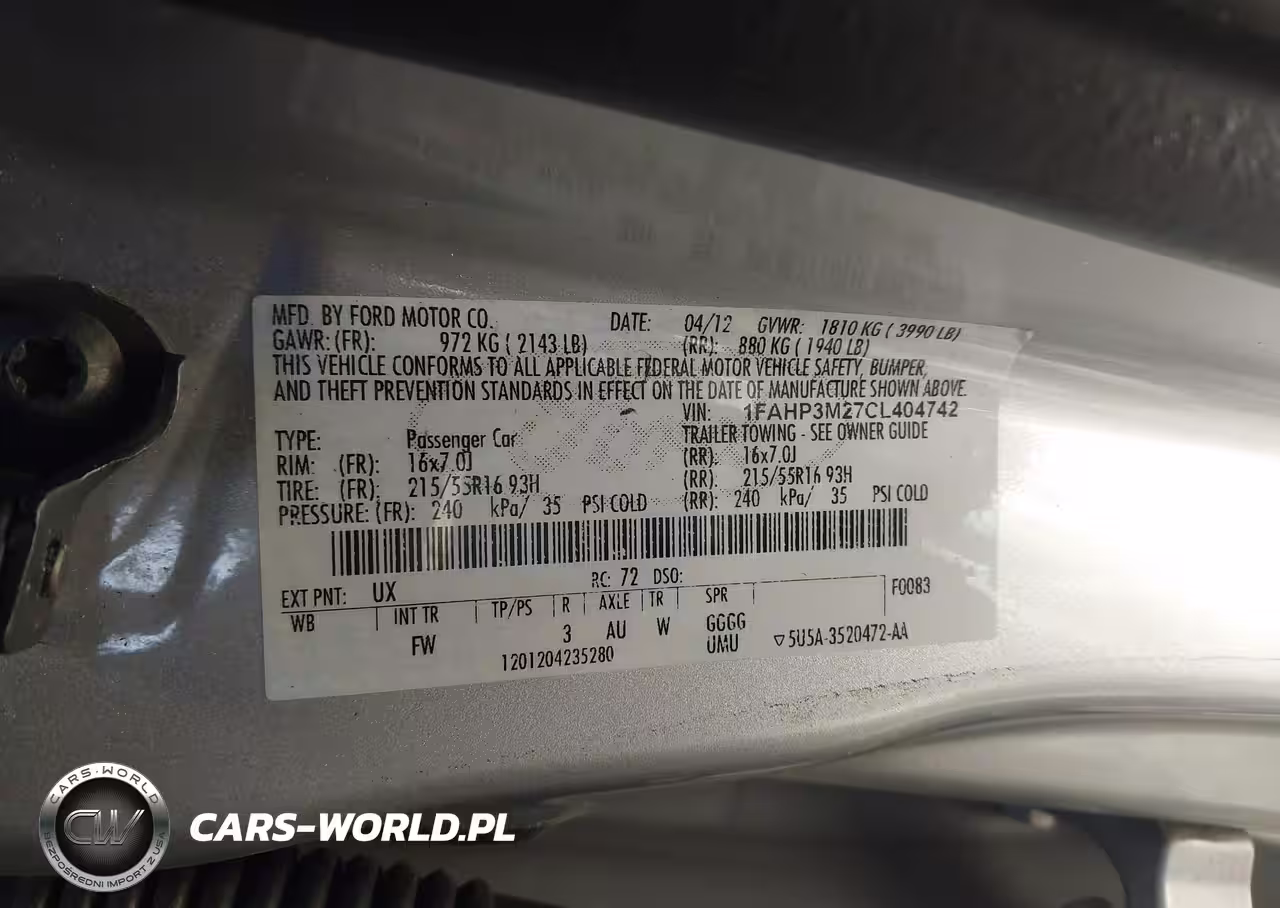 MFD. BY FORD MOTOR CO. DATE: 04/12 GVWR: 1810 KG ( 3990 LB)
GAWR: (FR): 972 KG ( 2143 LB) (RR): 880 KG ( 1940 LB)
THIS VEHICLE CONFORMS TO ALL APPLICABLE FEDERAL MOTOR VEHICLE SAFETY, BUMPER,
AND THEFT PREVENTION STANDARDS IN EFFECT ON THE DATE OF MANUFACTURE SHOWN ABOVE.
VIN: 1FAHP3M27CL404742
TYPE: Passenger Car TRAILER TOWING - SEE OWNER GUIDE
RIM: (FR): 16x7.0J (RR): 16x7.0J
TIRE: (FR): 215/55R16 93H (RR): 215/55R16 93H
PRESSURE: (FR): 240 kPa/ 35 PSI COLD (RR): 240 kPa/ 35 PSI COLD
EXT PNT: UX RC: 72 DSO: F0083
WB INT TR TP/PS R AXLE TR SPR
FW 3 AU W GGGG
UMU ▽5U5A-3520472-AA
1201204235280
CARS-WORLD
CW
BEZPOŚREDNI IMPORT Z USA
CARS-WORLD.PL